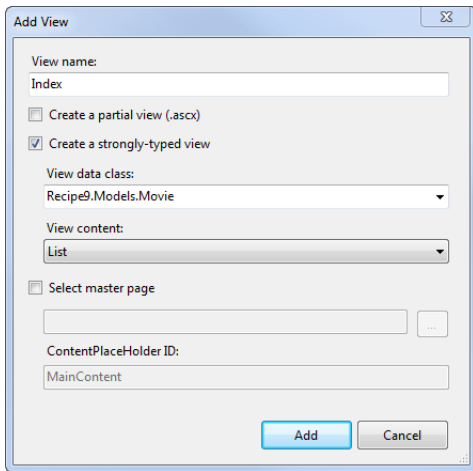 Add View
View name:
Index
Create a partial view (.ascx)
Create a strongly-typed view
View data class:
Recipe9.Models.Movie
View content:
List
Select master page
...
ContentPlaceHolder ID:
MainContent
Add Cancel